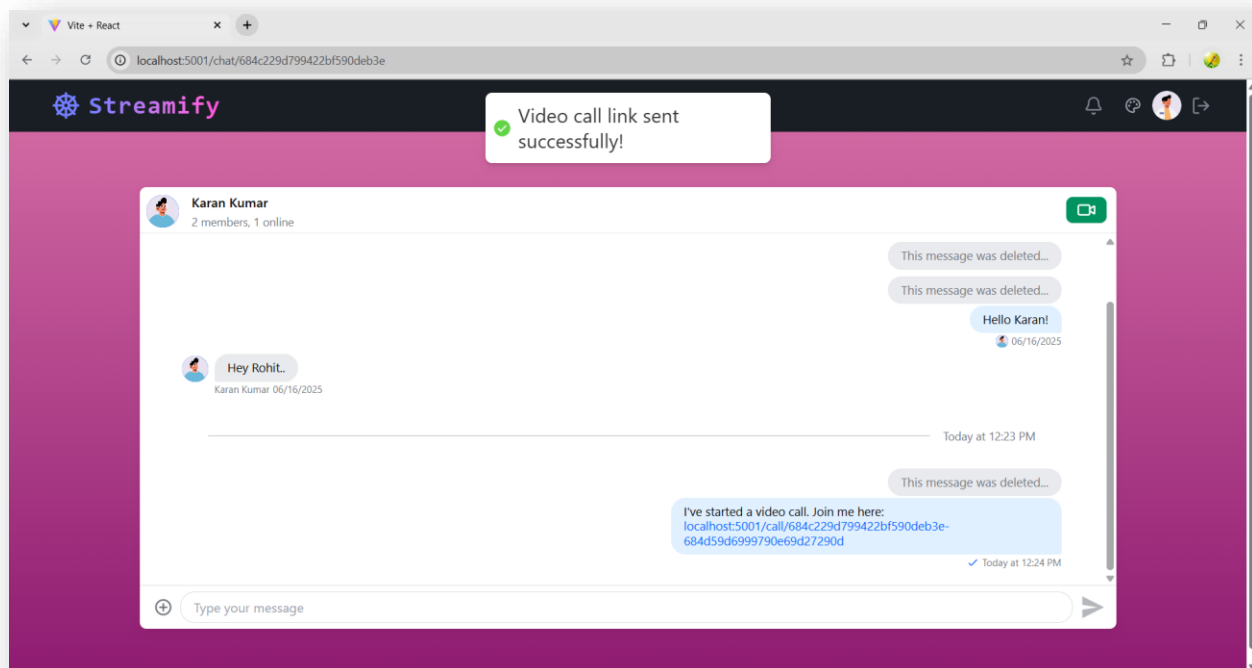 Vite + React
localhost:5001/chat/684c229d799422bf590deb3e
Streamify
Video call link sent
successfully!
Karan Kumar
2 members, 1 online
This message was deleted...
This message was deleted...
Hello Karan!
06/16/2025
Hey Rohit..
Karan Kumar 06/16/2025
Today at 12:23 PM
This message was deleted...
I've started a video call. Join me here:
localhost:5001/call/684c229d799422bf590deb3e-
684d59d6999790e69d27290d
Today at 12:24 PM
Type your message